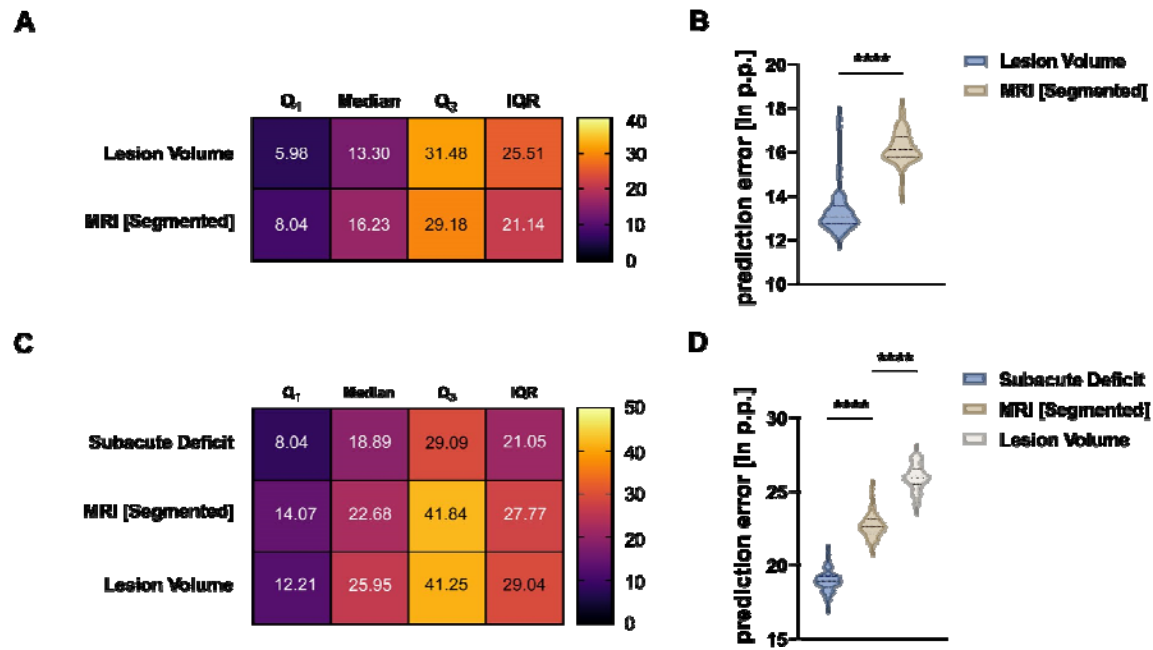 A
Q₁ Median Q₃ IQR
Lesion Volume 5.98 13.30 31.48 25.51
MRI [Segmented] 8.04 16.23 29.18 21.14
40
30
20
10
0
B
prediction error [in p.p.]
20
18
16
14
12
10
****
Lesion Volume
MRI [Segmented]
C
Q₁ Median Q₃ IQR
Subacute Deficit 8.04 18.89 29.09 21.05
MRI [Segmented] 14.07 22.68 41.84 27.77
Lesion Volume 12.21 25.95 41.25 29.04
50
40
30
20
10
0
D
prediction error [in p.p.]
30
25
20
15
****
****
Subacute Deficit
MRI [Segmented]
Lesion Volume